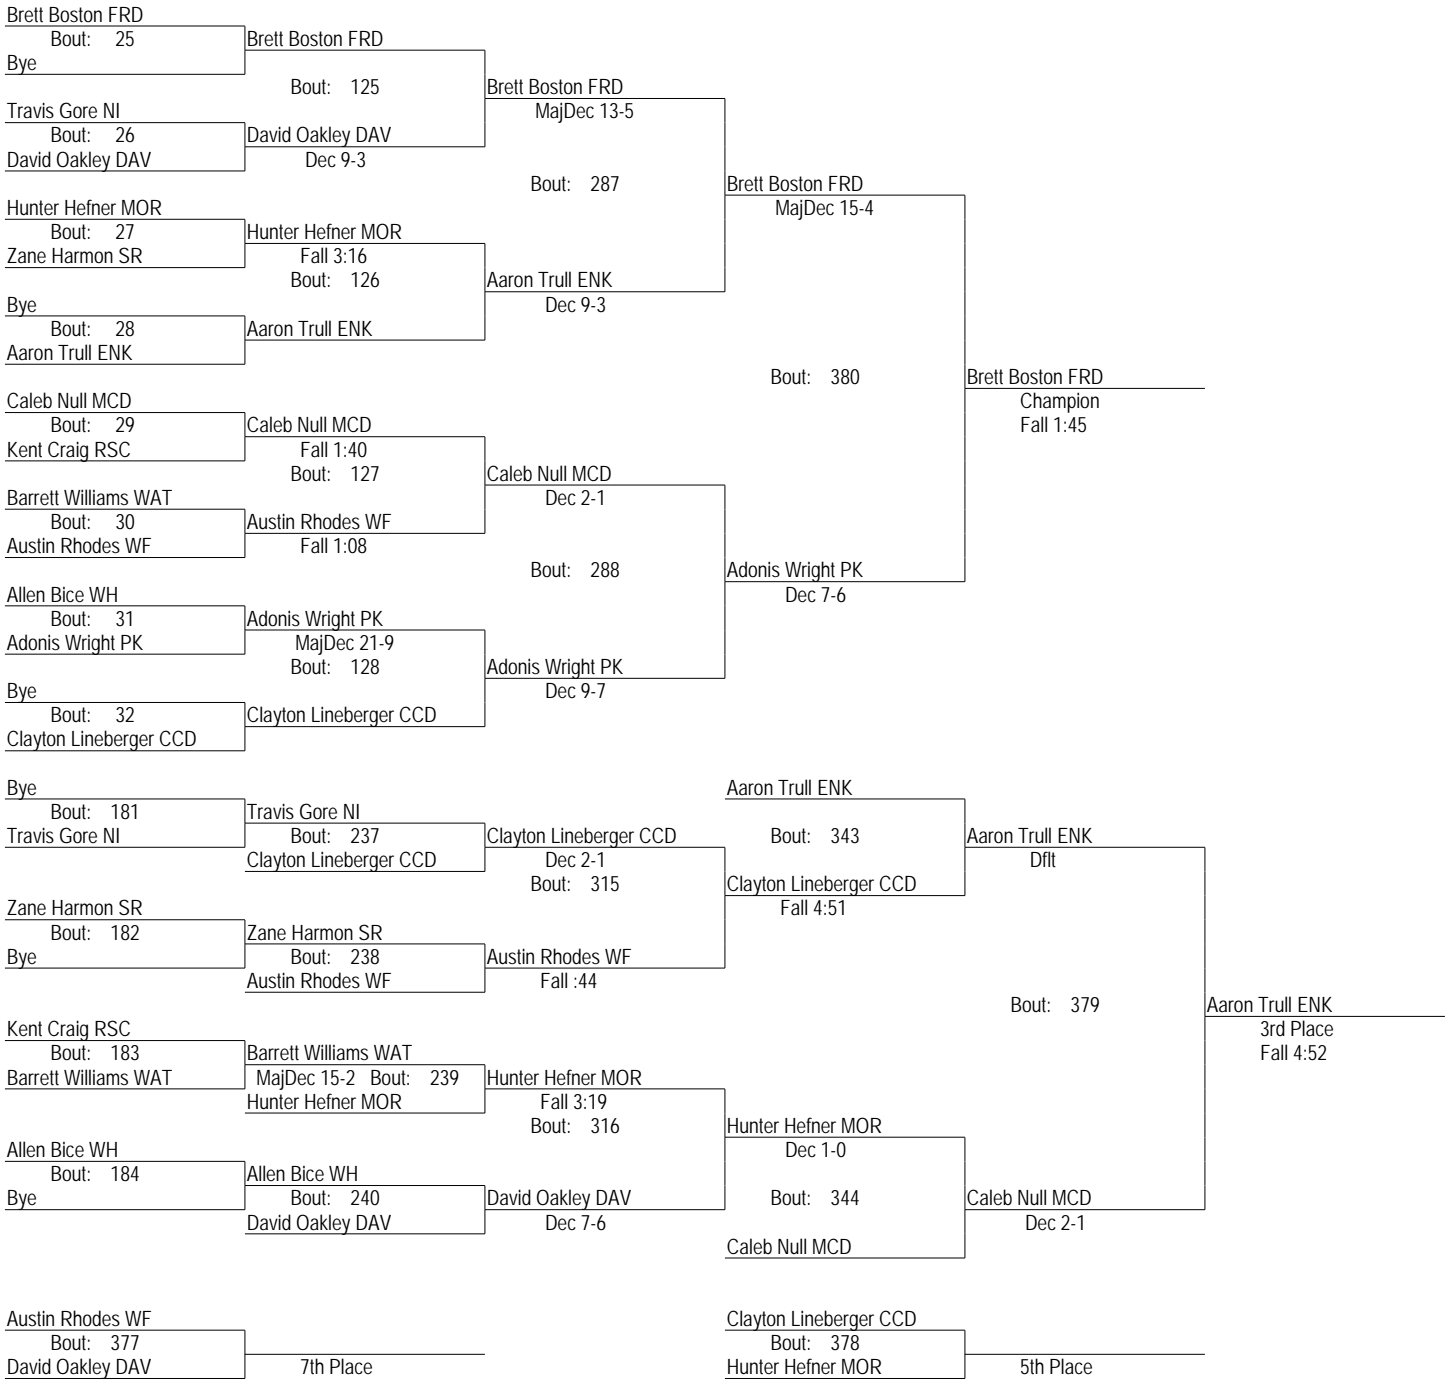 Brett Boston FRD
Bout: 25
Brett Boston FRD
Bye
Bout: 125
Brett Boston FRD
Travis Gore NI
MajDec 13-5
Bout: 26
David Oakley DAV
David Oakley DAV
Dec 9-3
Bout: 287
Brett Boston FRD
Hunter Hefner MOR
MajDec 15-4
Bout: 27
Hunter Hefner MOR
Zane Harmon SR
Fall 3:16
Bout: 126
Aaron Trull ENK
Bye
Dec 9-3
Bout: 28
Aaron Trull ENK
Aaron Trull ENK
Bout: 380
Brett Boston FRD
Caleb Null MCD
Champion
Bout: 29
Caleb Null MCD
Fall 1:45
Kent Craig RSC
Fall 1:40
Bout: 127
Caleb Null MCD
Barrett Williams WAT
Dec 2-1
Bout: 30
Austin Rhodes WF
Austin Rhodes WF
Fall 1:08
Bout: 288
Adonis Wright PK
Allen Bice WH
Dec 7-6
Bout: 31
Adonis Wright PK
Adonis Wright PK
MajDec 21-9
Bout: 128
Adonis Wright PK
Bye
Dec 9-7
Bout: 32
Clayton Lineberger CCD
Clayton Lineberger CCD
Bye
Aaron Trull ENK
Bout: 181
Travis Gore NI
Travis Gore NI
Bout: 237
Clayton Lineberger CCD
Bout: 343
Aaron Trull ENK
Clayton Lineberger CCD
Dec 2-1
Dflt
Bout: 315
Clayton Lineberger CCD
Zane Harmon SR
Fall 4:51
Bout: 182
Zane Harmon SR
Bye
Bout: 238
Austin Rhodes WF
Austin Rhodes WF
Fall :44
Bout: 379
Aaron Trull ENK
Kent Craig RSC
3rd Place
Bout: 183
Barrett Williams WAT
Fall 4:52
Barrett Williams WAT
MajDec 15-2 Bout: 239
Hunter Hefner MOR
Hunter Hefner MOR
Fall 3:19
Bout: 316
Hunter Hefner MOR
Allen Bice WH
Dec 1-0
Bout: 184
Allen Bice WH
Bye
Bout: 240
David Oakley DAV
Bout: 344
Caleb Null MCD
David Oakley DAV
Dec 7-6
Dec 2-1
Caleb Null MCD
Austin Rhodes WF
Clayton Lineberger CCD
Bout: 377
Bout: 378
David Oakley DAV
7th Place
Hunter Hefner MOR
5th Place